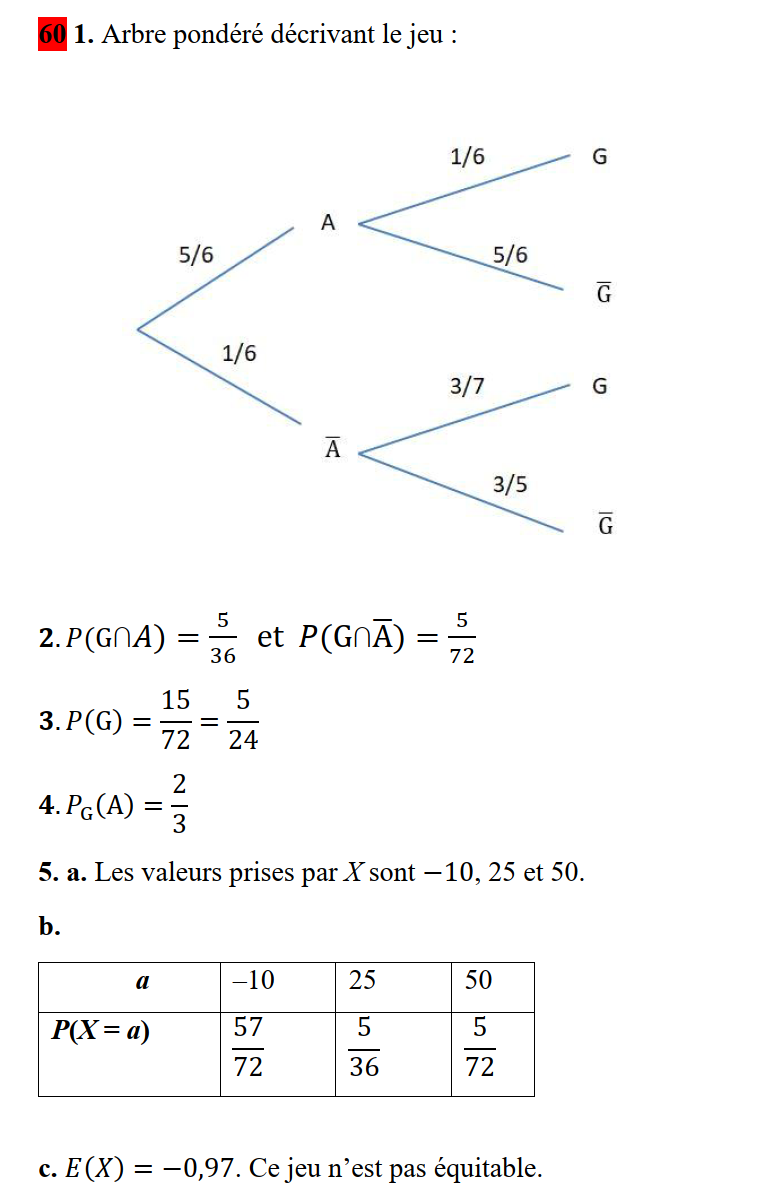 60 1. Arbre pondéré décrivant le jeu :
1/6 G
A
5/6 5/6
G̅
1/6
3/7 G
A̅
3/5
G̅
2. P(G∩A) = 5/36 et P(G∩A̅) = 5/72
3. P(G) = 15/72 = 5/24
4. P_G(A) = 2/3
5. a. Les valeurs prises par X sont −10, 25 et 50.
b.
a –10 25 50
P(X = a) 57/72 5/36 5/72
c. E(X) = −0,97. Ce jeu n’est pas équitable.